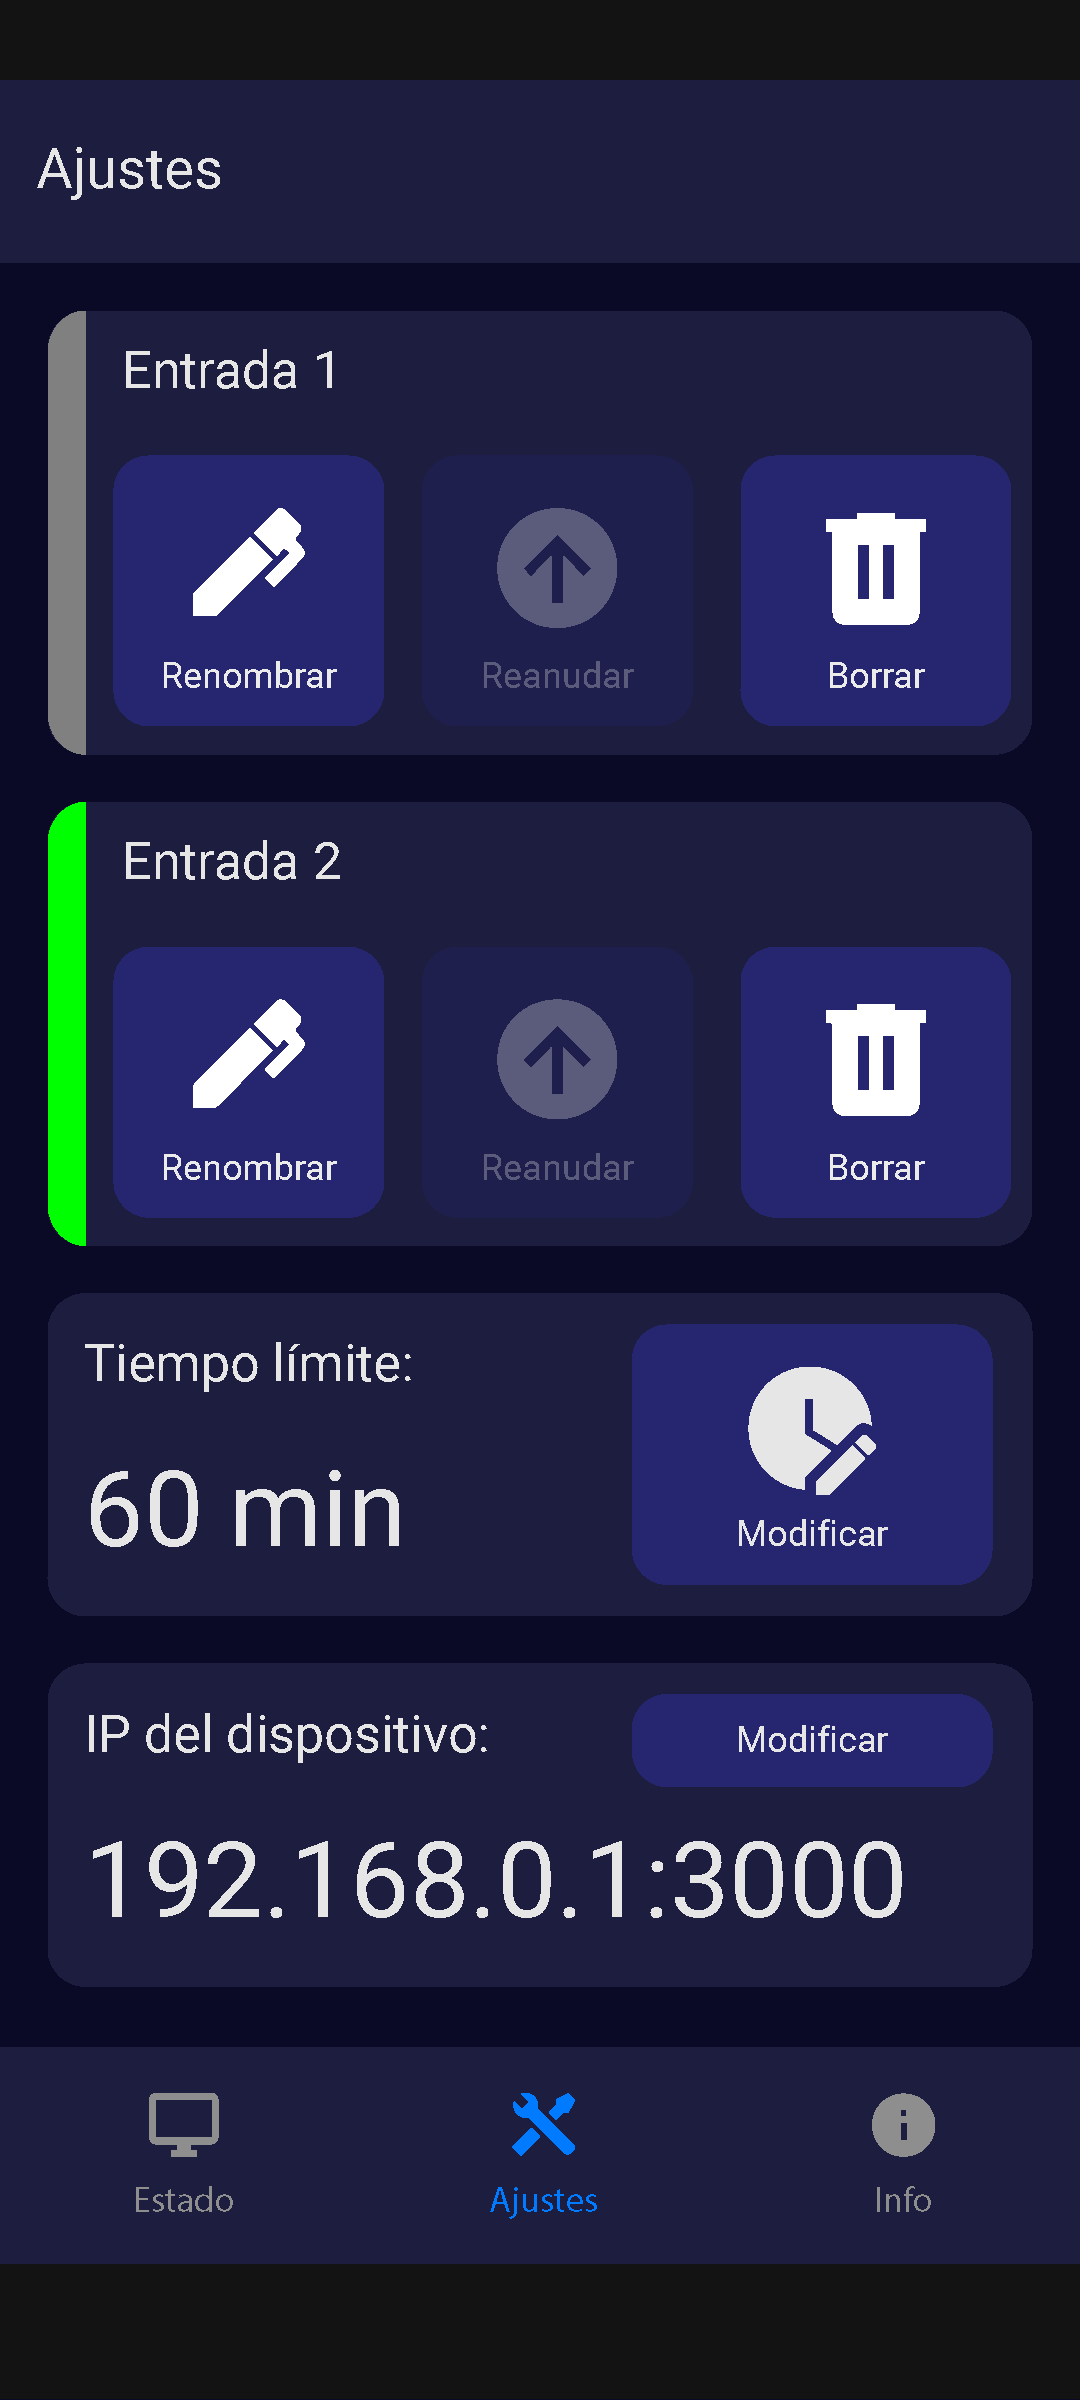 Ajustes
Entrada 1
Renombrar
Reanudar
Borrar
Entrada 2
Renombrar
Reanudar
Borrar
Tiempo límite:
60 min
Modificar
IP del dispositivo:
Modificar
192.168.0.1:3000
Estado
Ajustes
Info